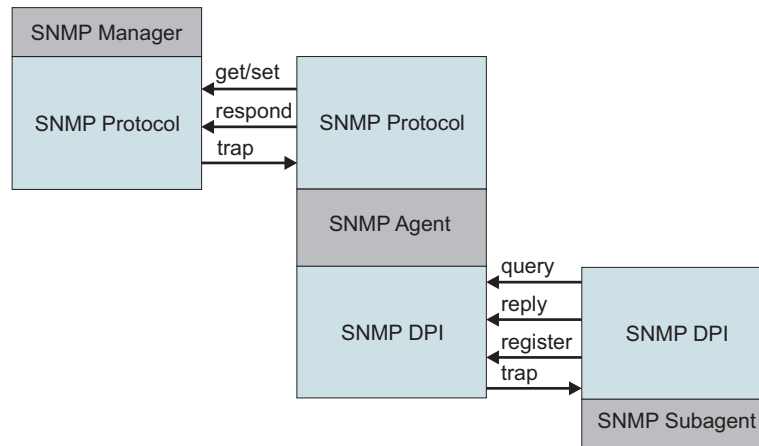 SNMP Manager
SNMP Protocol
get/set
respond
trap
SNMP Protocol
SNMP Agent
SNMP DPI
query
reply
register
trap
SNMP DPI
SNMP Subagent